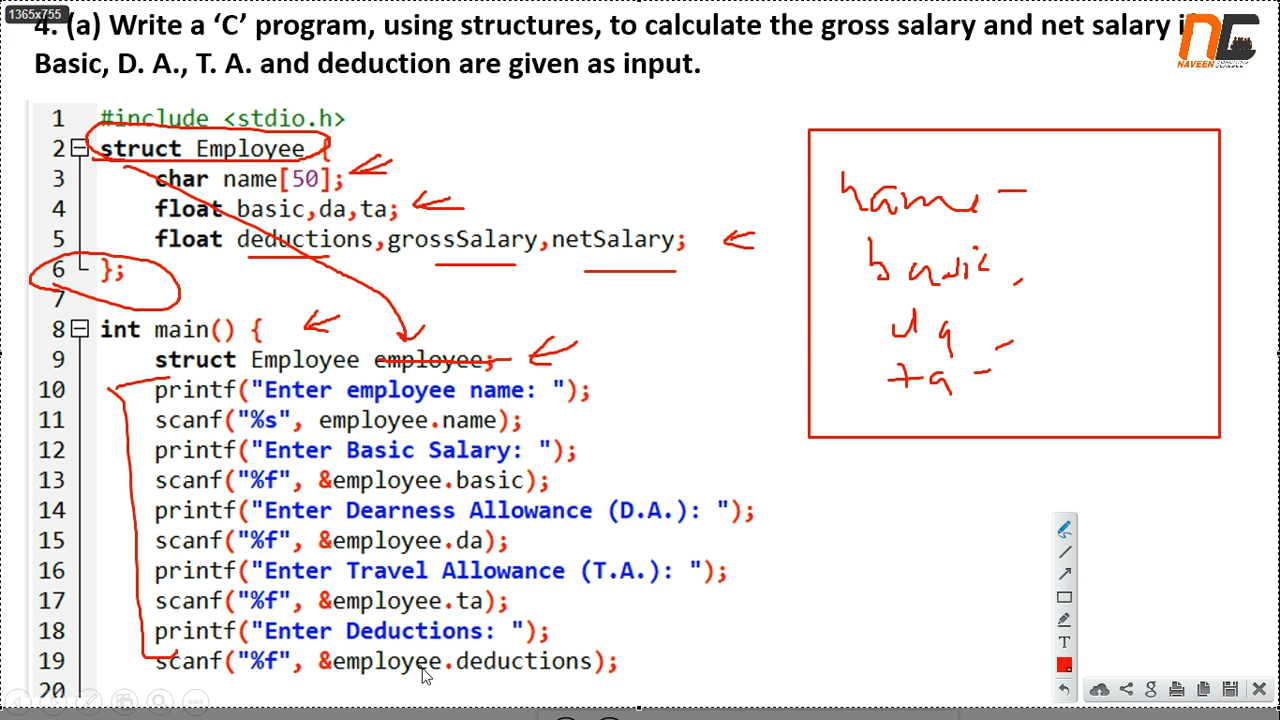 1365x755
4. (a) Write a ‘C’ program, using structures, to calculate the gross salary and net salary if
Basic, D. A., T. A. and deduction are given as input.
NC
NAVEEN
1 #include <stdio.h>
2 struct Employee {
3 char name[50];
4 float basic,da,ta;
5 float deductions,grossSalary,netSalary;
6 };
7
8 int main() {
9 struct Employee employee;
10 printf("Enter employee name: ");
11 scanf("%s", employee.name);
12 printf("Enter Basic Salary: ");
13 scanf("%f", &employee.basic);
14 printf("Enter Dearness Allowance (D.A.): ");
15 scanf("%f", &employee.da);
16 printf("Enter Travel Allowance (T.A.): ");
17 scanf("%f", &employee.ta);
18 printf("Enter Deductions: ");
19 scanf("%f", &employee.deductions);
20
name -
basic,
da -
ta -
T
g